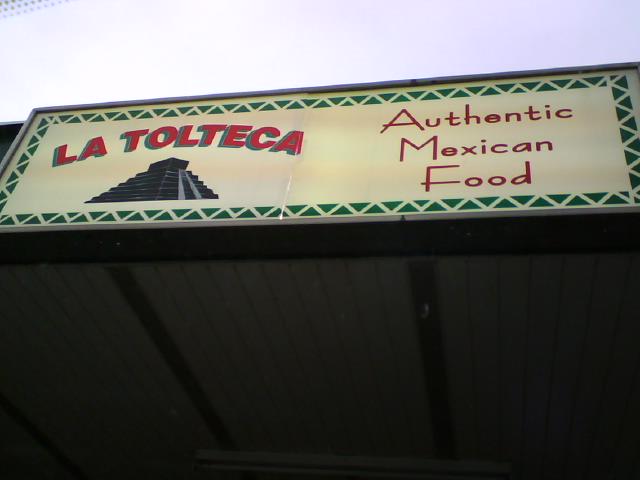 LA TOLTECA
Authentic
Mexican
Food